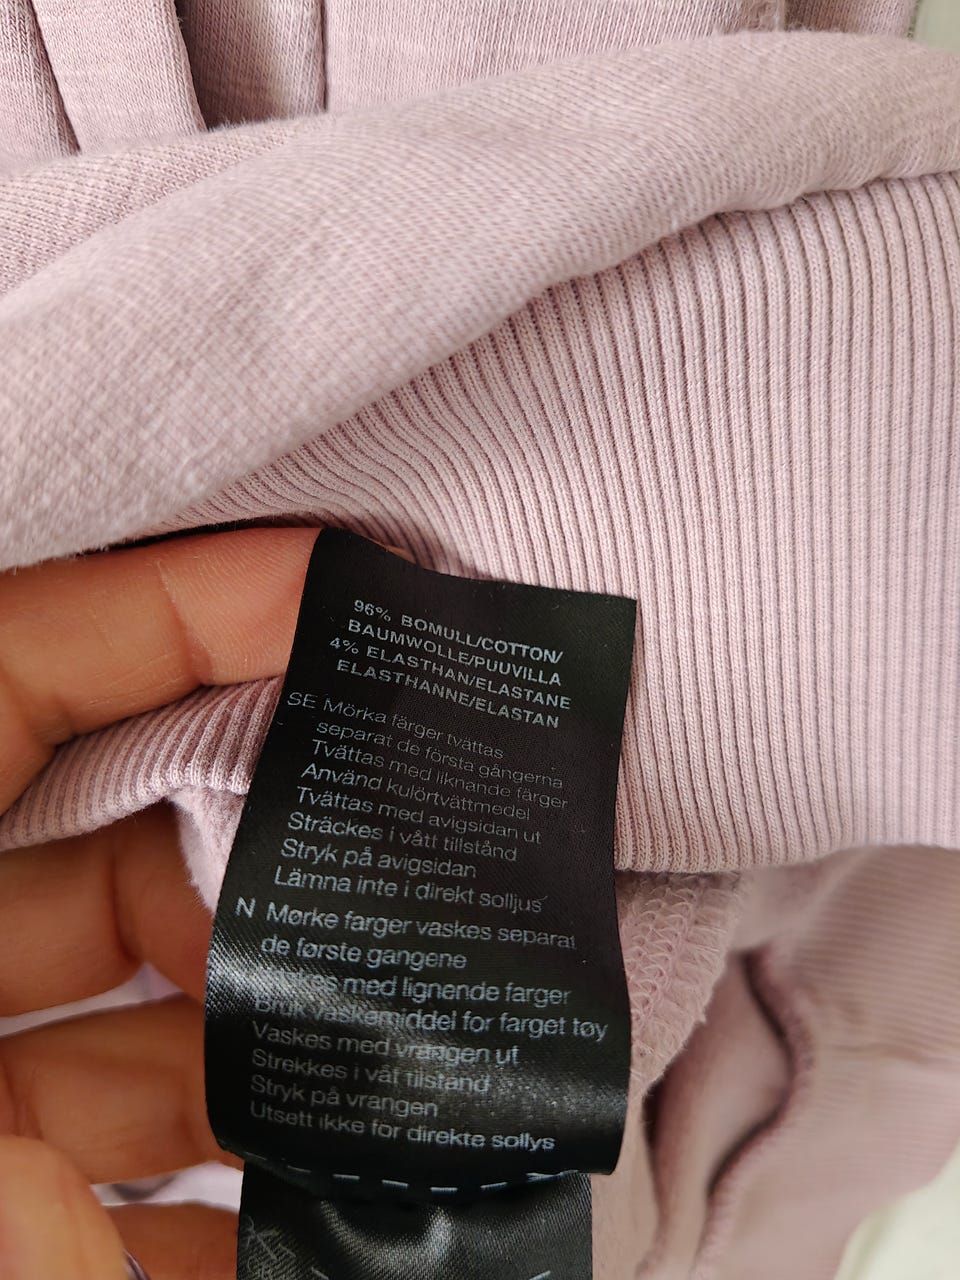 96% BOMULL/COTTON/
BAUMWOLLE/PUUVILLA
4% ELASTHAN/ELASTANE
ELASTHANNE/ELASTAN
SE Mörka färger tvättas
separat de första gångerna
Tvättas med liknande färger
Använd kulörtvättmedel
Tvättas med avigsidan ut
Sträckes i vått tillstånd
Stryk på avigsidan
Lämna inte i direkt solljus
N Mørke farger vaskes separat
de første gangene
med lignende farger
Bruk vaskemiddel for farget tøy
Vaskes med vrangen ut
Strekkes i våt tilstand
Stryk på vrangen
Utsett ikke for direkte sollys